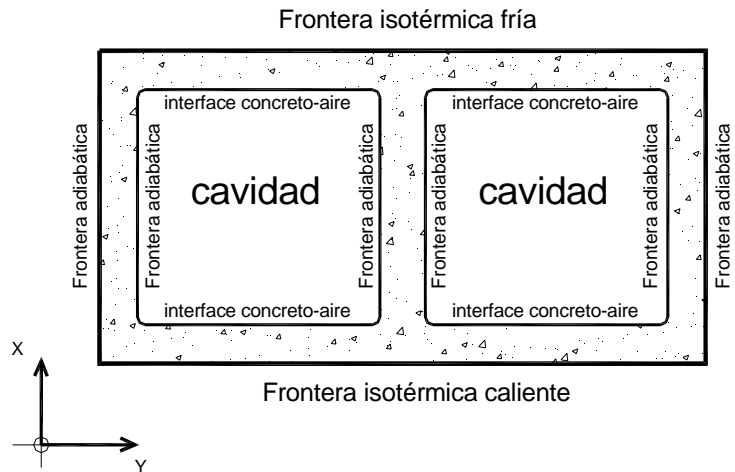 Frontera isotérmica fría
interface concreto-aire
interface concreto-aire
Frontera adiabática
Frontera adiabática
cavidad
Frontera adiabática
Frontera adiabática
cavidad
Frontera adiabática
Frontera adiabática
interface concreto-aire
interface concreto-aire
Frontera isotérmica caliente
X
Y